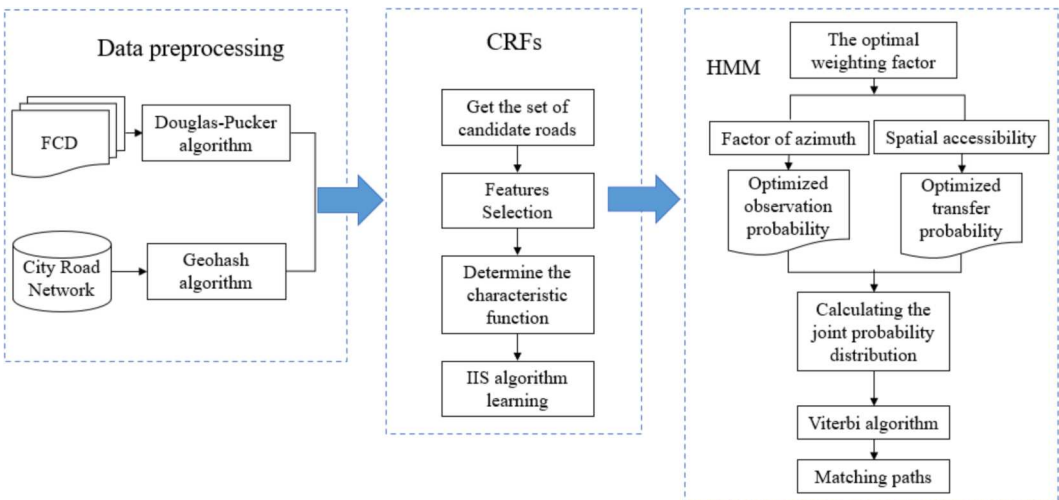 Data preprocessing
FCD
Douglas-Pucker
algorithm
City Road
Network
Geohash
algorithm
CRFs
Get the set of
candidate roads
Features
Selection
Determine the
characteristic
function
IIS algorithm
learning
HMM
The optimal
weighting factor
Factor of azimuth
Spatial accessibility
Optimized
observation
probability
Optimized
transfer
probability
Calculating the
joint probability
distribution
Viterbi algorithm
Matching paths